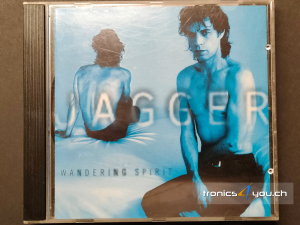 JAGGER
WANDERING SPIRIT
tronics4you.ch